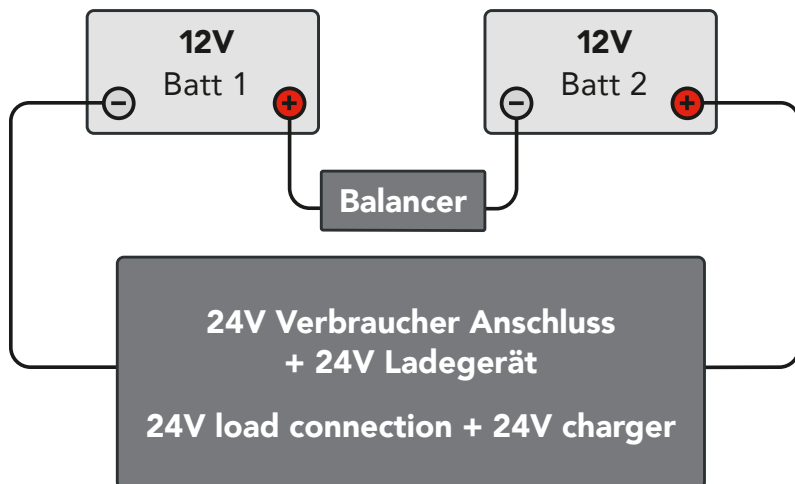 12V
Batt 1
− +
12V
Batt 2
− +
Balancer
24V Verbraucher Anschluss
+ 24V Ladegerät
24V load connection + 24V charger